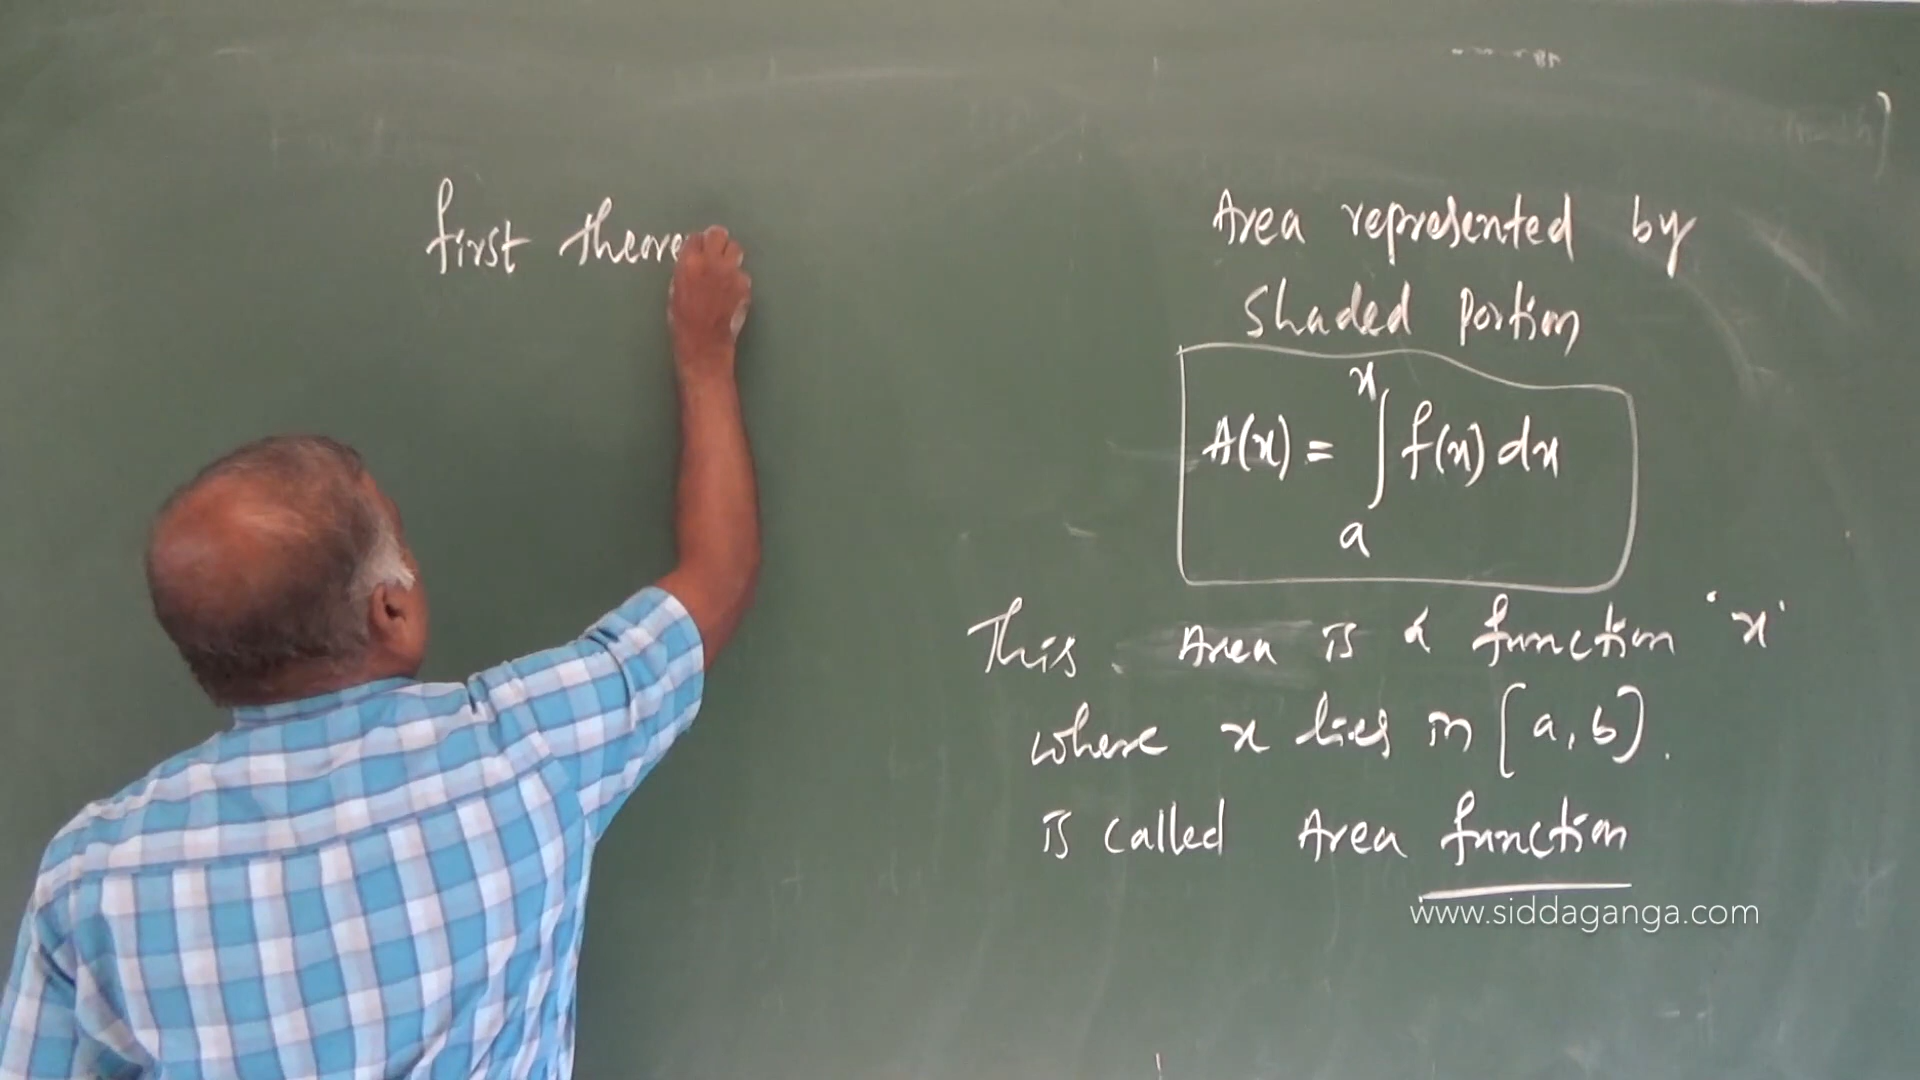 first theore
Area represented by
Shaded Portion
x
A(x) = ∫ f(x) dx
a
This Area is a function 'x'
where x lies in [a, b].
is called Area function
www.siddaganga.com